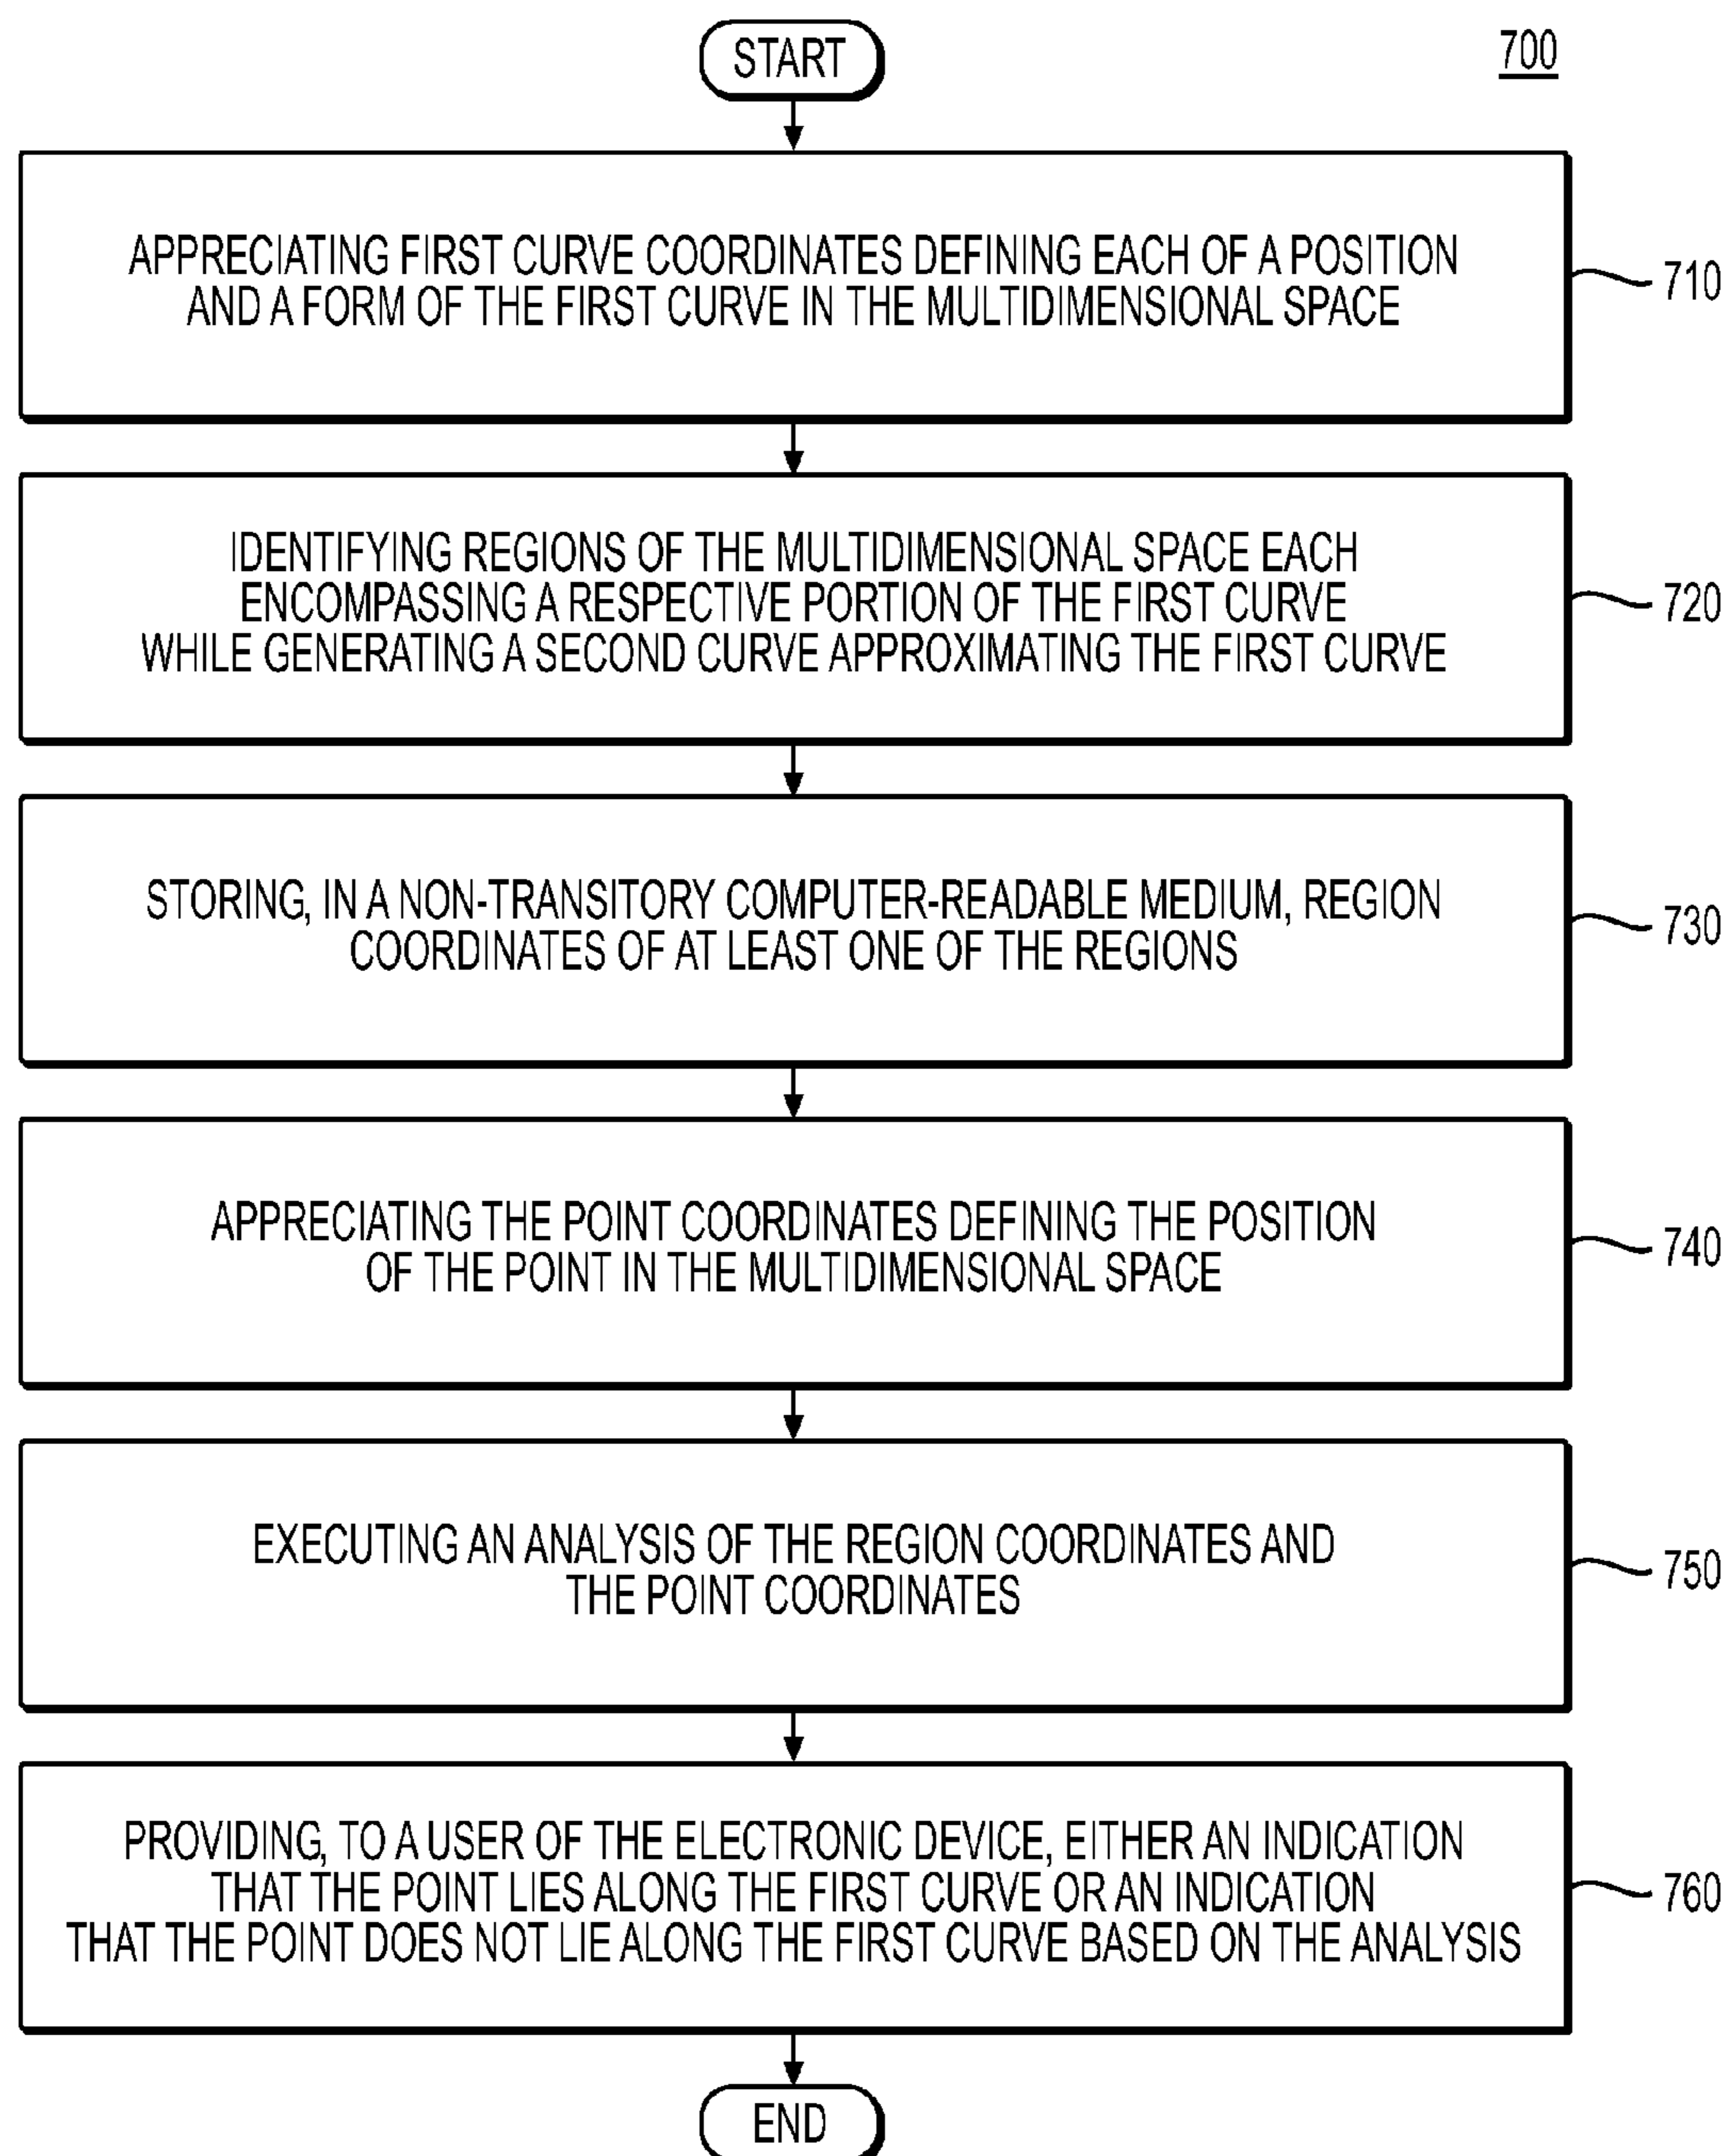 START
700
APPRECIATING FIRST CURVE COORDINATES DEFINING EACH OF A POSITION
AND A FORM OF THE FIRST CURVE IN THE MULTIDIMENSIONAL SPACE
710
IDENTIFYING REGIONS OF THE MULTIDIMENSIONAL SPACE EACH
ENCOMPASSING A RESPECTIVE PORTION OF THE FIRST CURVE
WHILE GENERATING A SECOND CURVE APPROXIMATING THE FIRST CURVE
720
STORING, IN A NON-TRANSITORY COMPUTER-READABLE MEDIUM, REGION
COORDINATES OF AT LEAST ONE OF THE REGIONS
730
APPRECIATING THE POINT COORDINATES DEFINING THE POSITION
OF THE POINT IN THE MULTIDIMENSIONAL SPACE
740
EXECUTING AN ANALYSIS OF THE REGION COORDINATES AND
THE POINT COORDINATES
750
PROVIDING, TO A USER OF THE ELECTRONIC DEVICE, EITHER AN INDICATION
THAT THE POINT LIES ALONG THE FIRST CURVE OR AN INDICATION
THAT THE POINT DOES NOT LIE ALONG THE FIRST CURVE BASED ON THE ANALYSIS
760
END